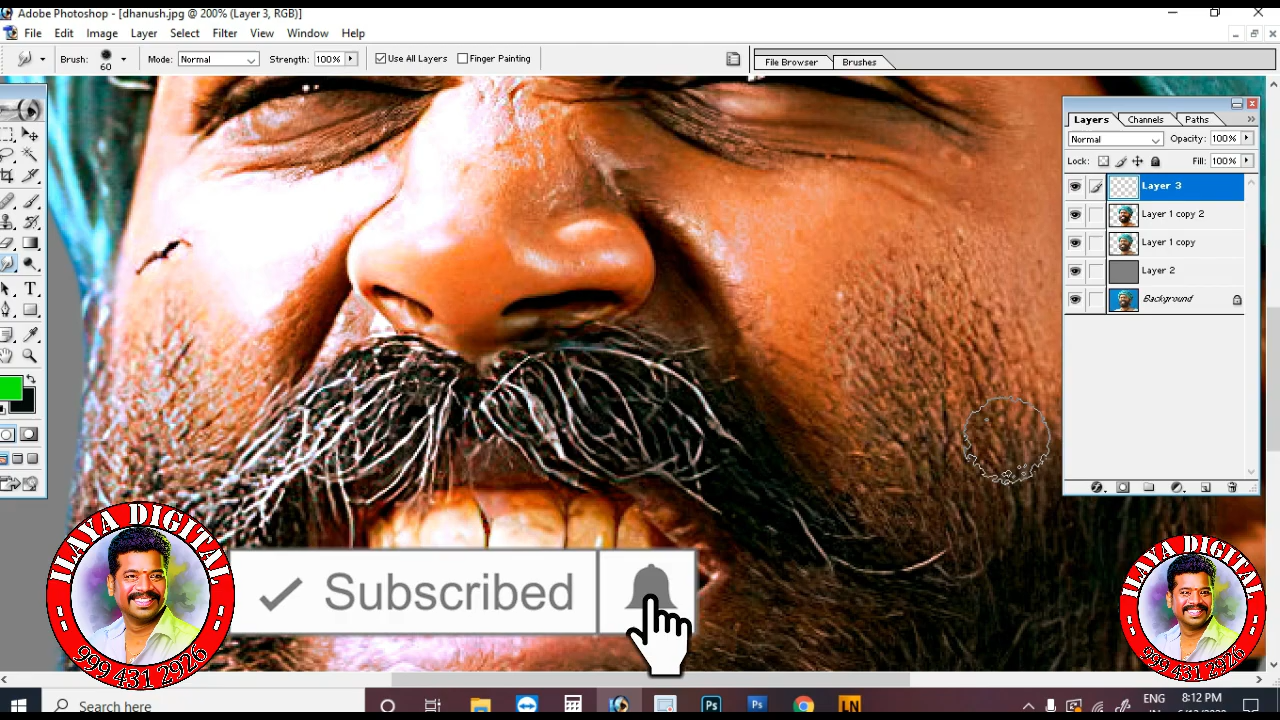 Adobe Photoshop - [dhanush.jpg @ 200% (Layer 3, RGB)]
File Edit Image Layer Select Filter View Window Help
Brush: 60 Mode: Normal Strength: 100% Use All Layers Finger Painting File Browser Brushes
Layers Channels Paths
Normal Opacity: 100%
Lock: Fill: 100%
Layer 3
Layer 1 copy 2
Layer 1 copy
Layer 2
Background
T
ILAYA DIGITAL
999 431 2926
Subscribed
ILAYA DIGITAL
999 431 2926
Search here
Ps
Ps
LN
ENG
8:12 PM